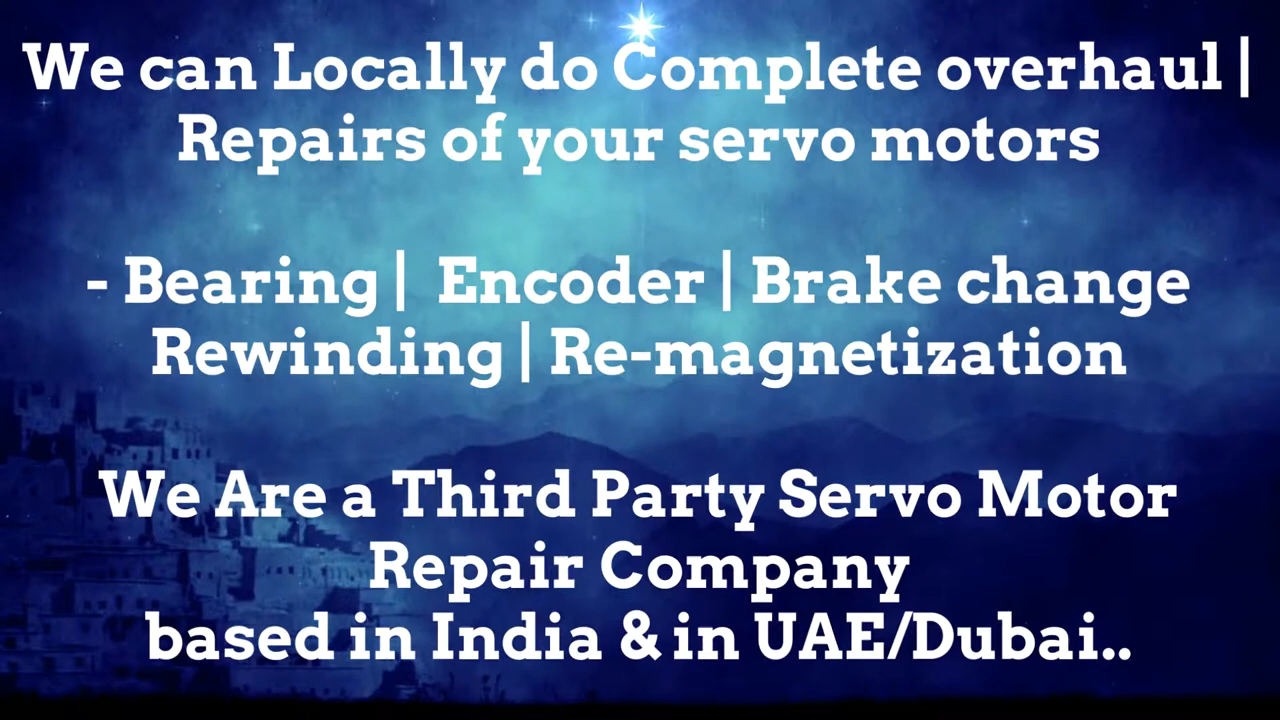 We can Locally do Complete overhaul |
Repairs of your servo motors
- Bearing |  Encoder | Brake change
Rewinding | Re-magnetization
We Are a Third Party Servo Motor
Repair Company
based in India & in UAE/Dubai..